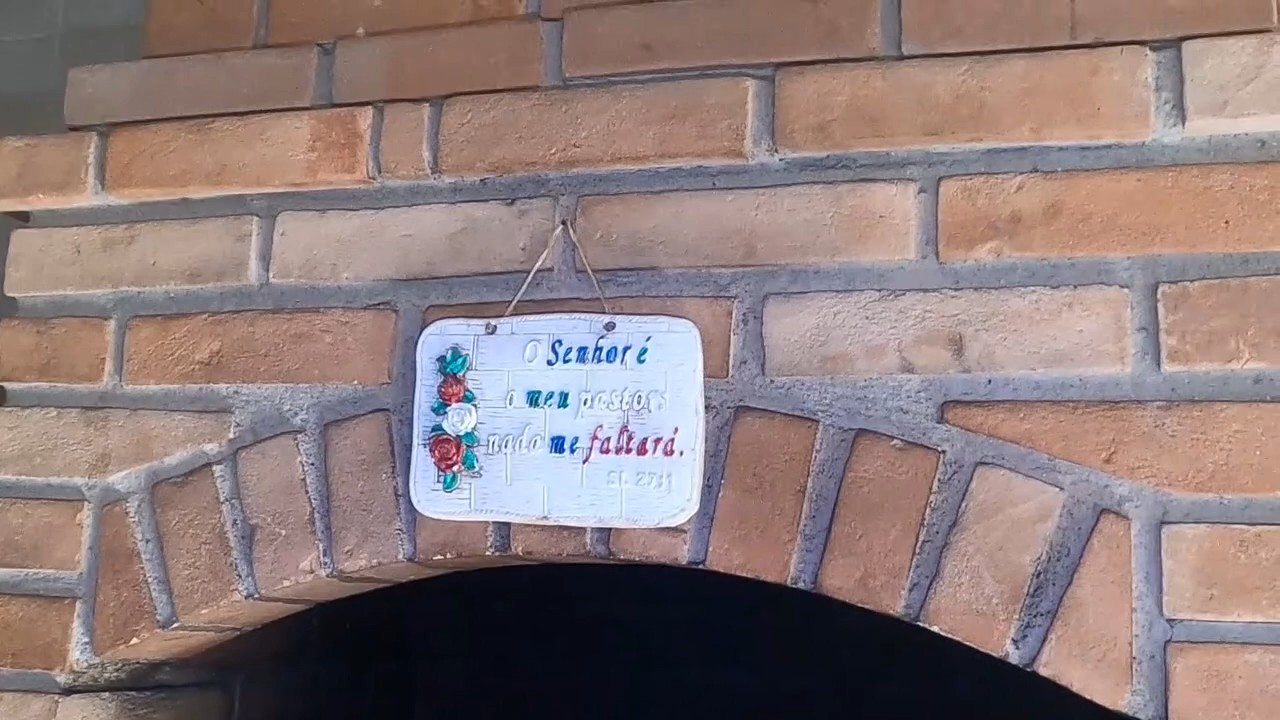 O Senhor é
o meu pastor:
nada me faltará.
SL 23:1